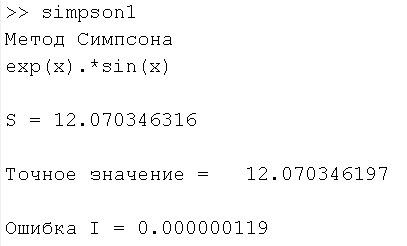 >> simpson1
Метод Симпсона
exp(x).*sin(x)
S = 12.070346316
Точное значение =   12.070346197
Ошибка I = 0.000000119